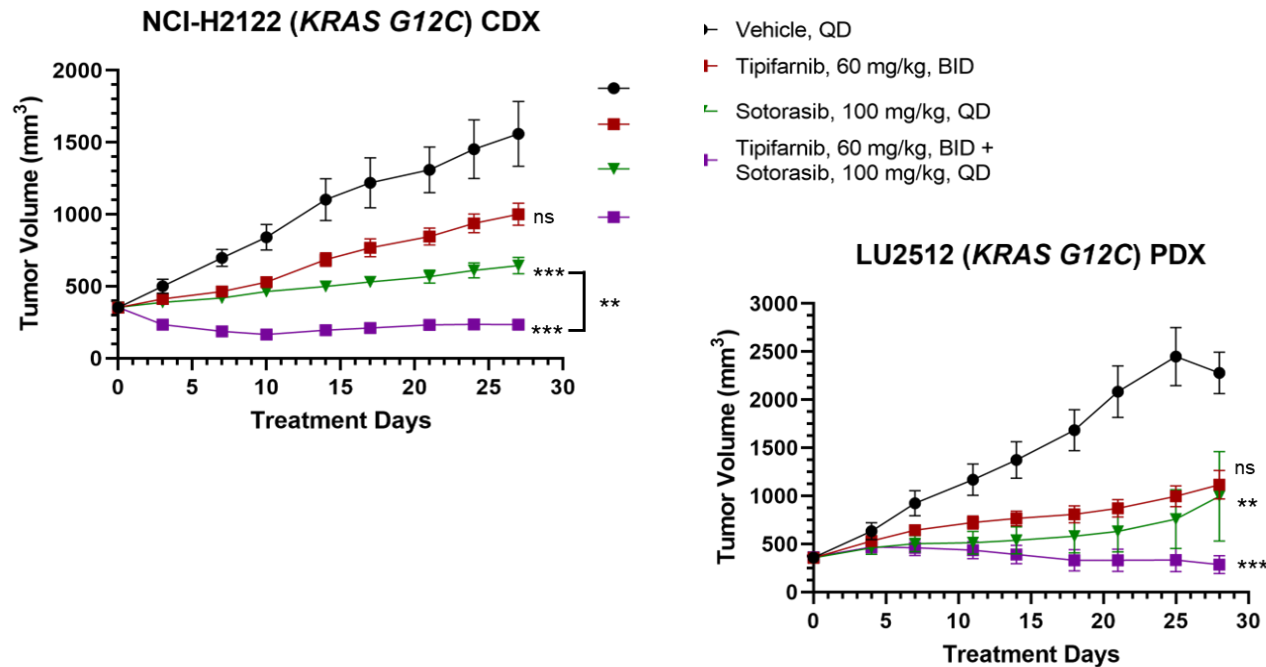 NCI-H2122 (KRAS G12C) CDX
Tumor Volume (mm³)
2000
1500
1000
500
0
ns
***
**
***
0 5 10 15 20 25 30
Treatment Days
Vehicle, QD
Tipifarnib, 60 mg/kg, BID
Sotorasib, 100 mg/kg, QD
Tipifarnib, 60 mg/kg, BID +
Sotorasib, 100 mg/kg, QD
LU2512 (KRAS G12C) PDX
Tumor Volume (mm³)
3000
2500
2000
1500
1000
500
0
ns
**
***
0 5 10 15 20 25 30
Treatment Days